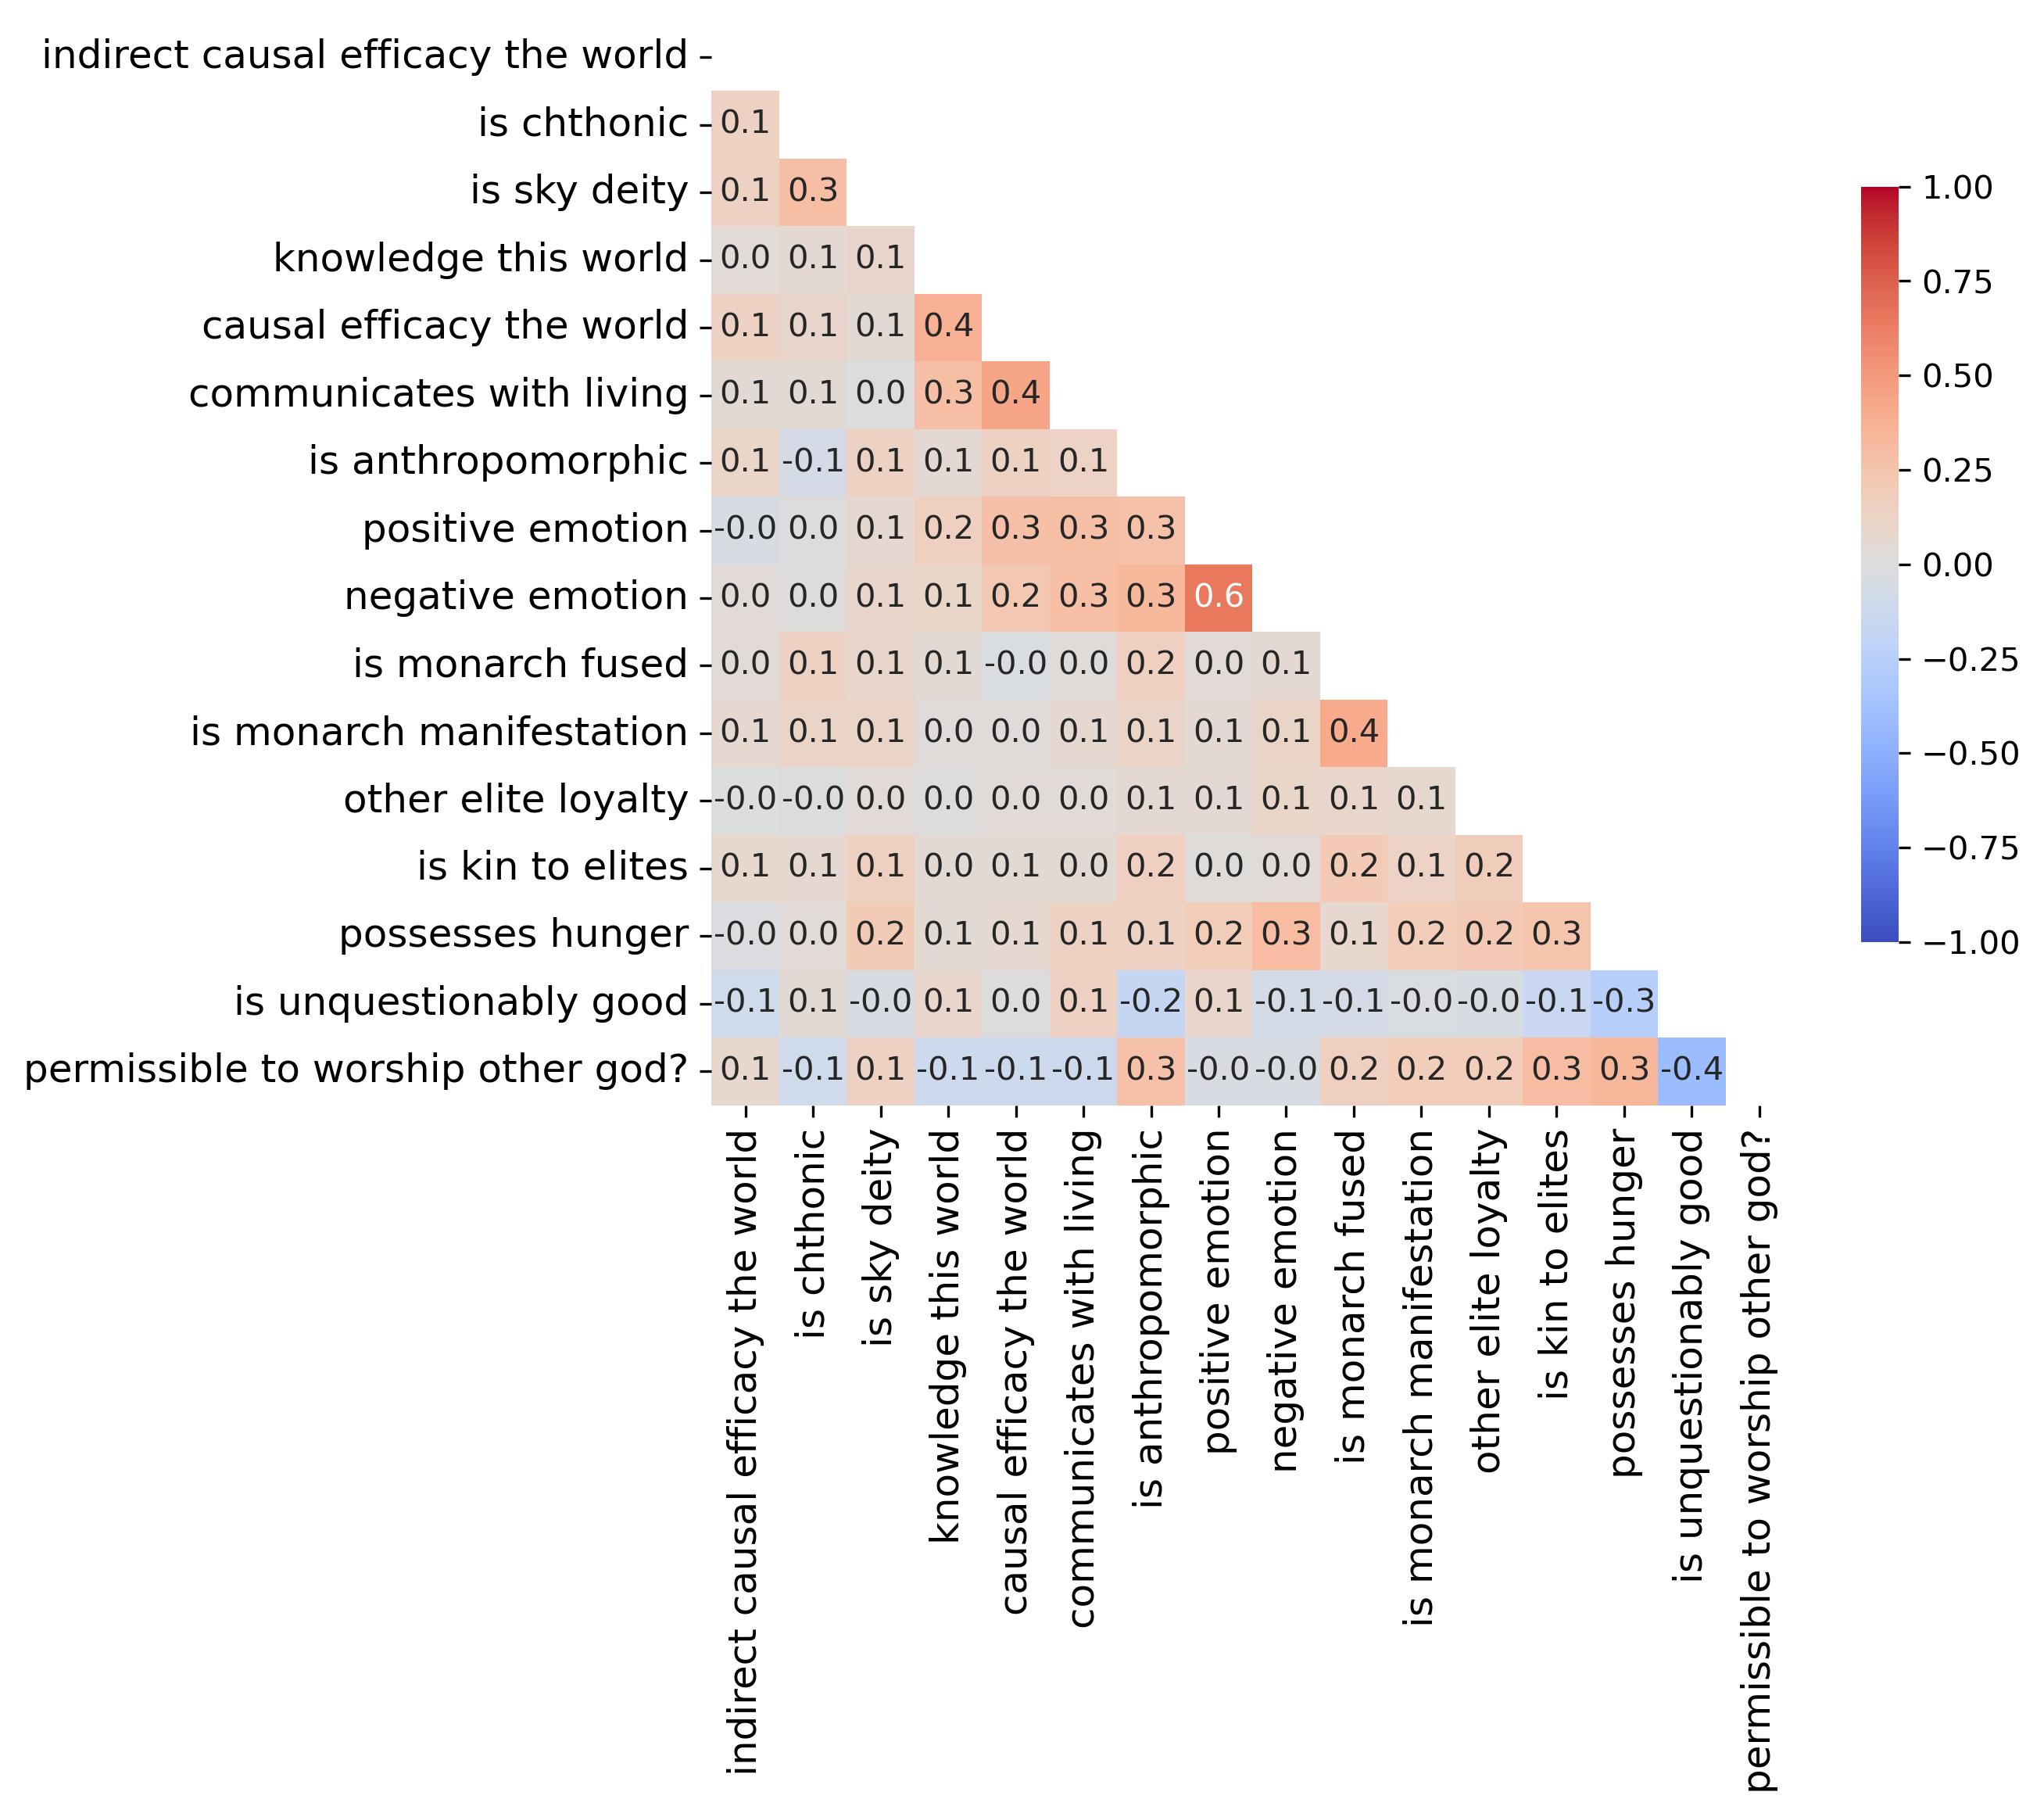 indirect causal efficacy the world
is chthonic 0.1
is sky deity 0.1 0.3
knowledge this world 0.0 0.1 0.1
causal efficacy the world 0.1 0.1 0.1 0.4
communicates with living 0.1 0.1 0.0 0.3 0.4
is anthropomorphic 0.1 -0.1 0.1 0.1 0.1 0.1
positive emotion -0.0 0.0 0.1 0.2 0.3 0.3 0.3
negative emotion 0.0 0.0 0.1 0.1 0.2 0.3 0.3 0.6
is monarch fused 0.0 0.1 0.1 0.1 -0.0 0.0 0.2 0.0 0.1
is monarch manifestation 0.1 0.1 0.1 0.0 0.0 0.1 0.1 0.1 0.1 0.4
other elite loyalty -0.0 -0.0 0.0 0.0 0.0 0.0 0.1 0.1 0.1 0.1 0.1
is kin to elites 0.1 0.1 0.1 0.0 0.1 0.0 0.2 0.0 0.0 0.2 0.1 0.2
possesses hunger -0.0 0.0 0.2 0.1 0.1 0.1 0.1 0.2 0.3 0.1 0.2 0.2 0.3
is unquestionably good -0.1 0.1 -0.0 0.1 0.0 0.1 -0.2 0.1 -0.1 -0.1 -0.0 -0.0 -0.1 -0.3
permissible to worship other god? 0.1 -0.1 0.1 -0.1 -0.1 -0.1 0.3 -0.0 -0.0 0.2 0.2 0.2 0.3 0.3 -0.4
indirect causal efficacy the world
is chthonic
is sky deity
knowledge this world
causal efficacy the world
communicates with living
is anthropomorphic
positive emotion
negative emotion
is monarch fused
is monarch manifestation
other elite loyalty
is kin to elites
possesses hunger
is unquestionably good
permissible to worship other god?
1.00
0.75
0.50
0.25
0.00
−0.25
−0.50
−0.75
−1.00